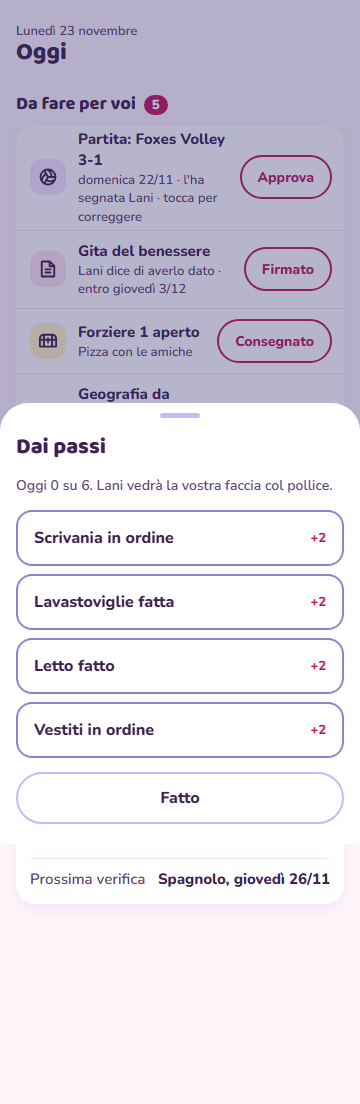 Lunedì 23 novembre
Oggi
Da fare per voi 5
Partita: Foxes Volley
3-1
domenica 22/11 · l'ha
segnata Lani · tocca per
correggere
Approva
Gita del benessere
Lani dice di averlo dato ·
entro giovedì 3/12
Firmato
Forziere 1 aperto
Pizza con le amiche
Consegnato
Geografia da
Dai passi
Oggi 0 su 6. Lani vedrà la vostra faccia col pollice.
Scrivania in ordine +2
Lavastoviglie fatta +2
Letto fatto +2
Vestiti in ordine +2
Fatto
Prossima verifica Spagnolo, giovedì 26/11